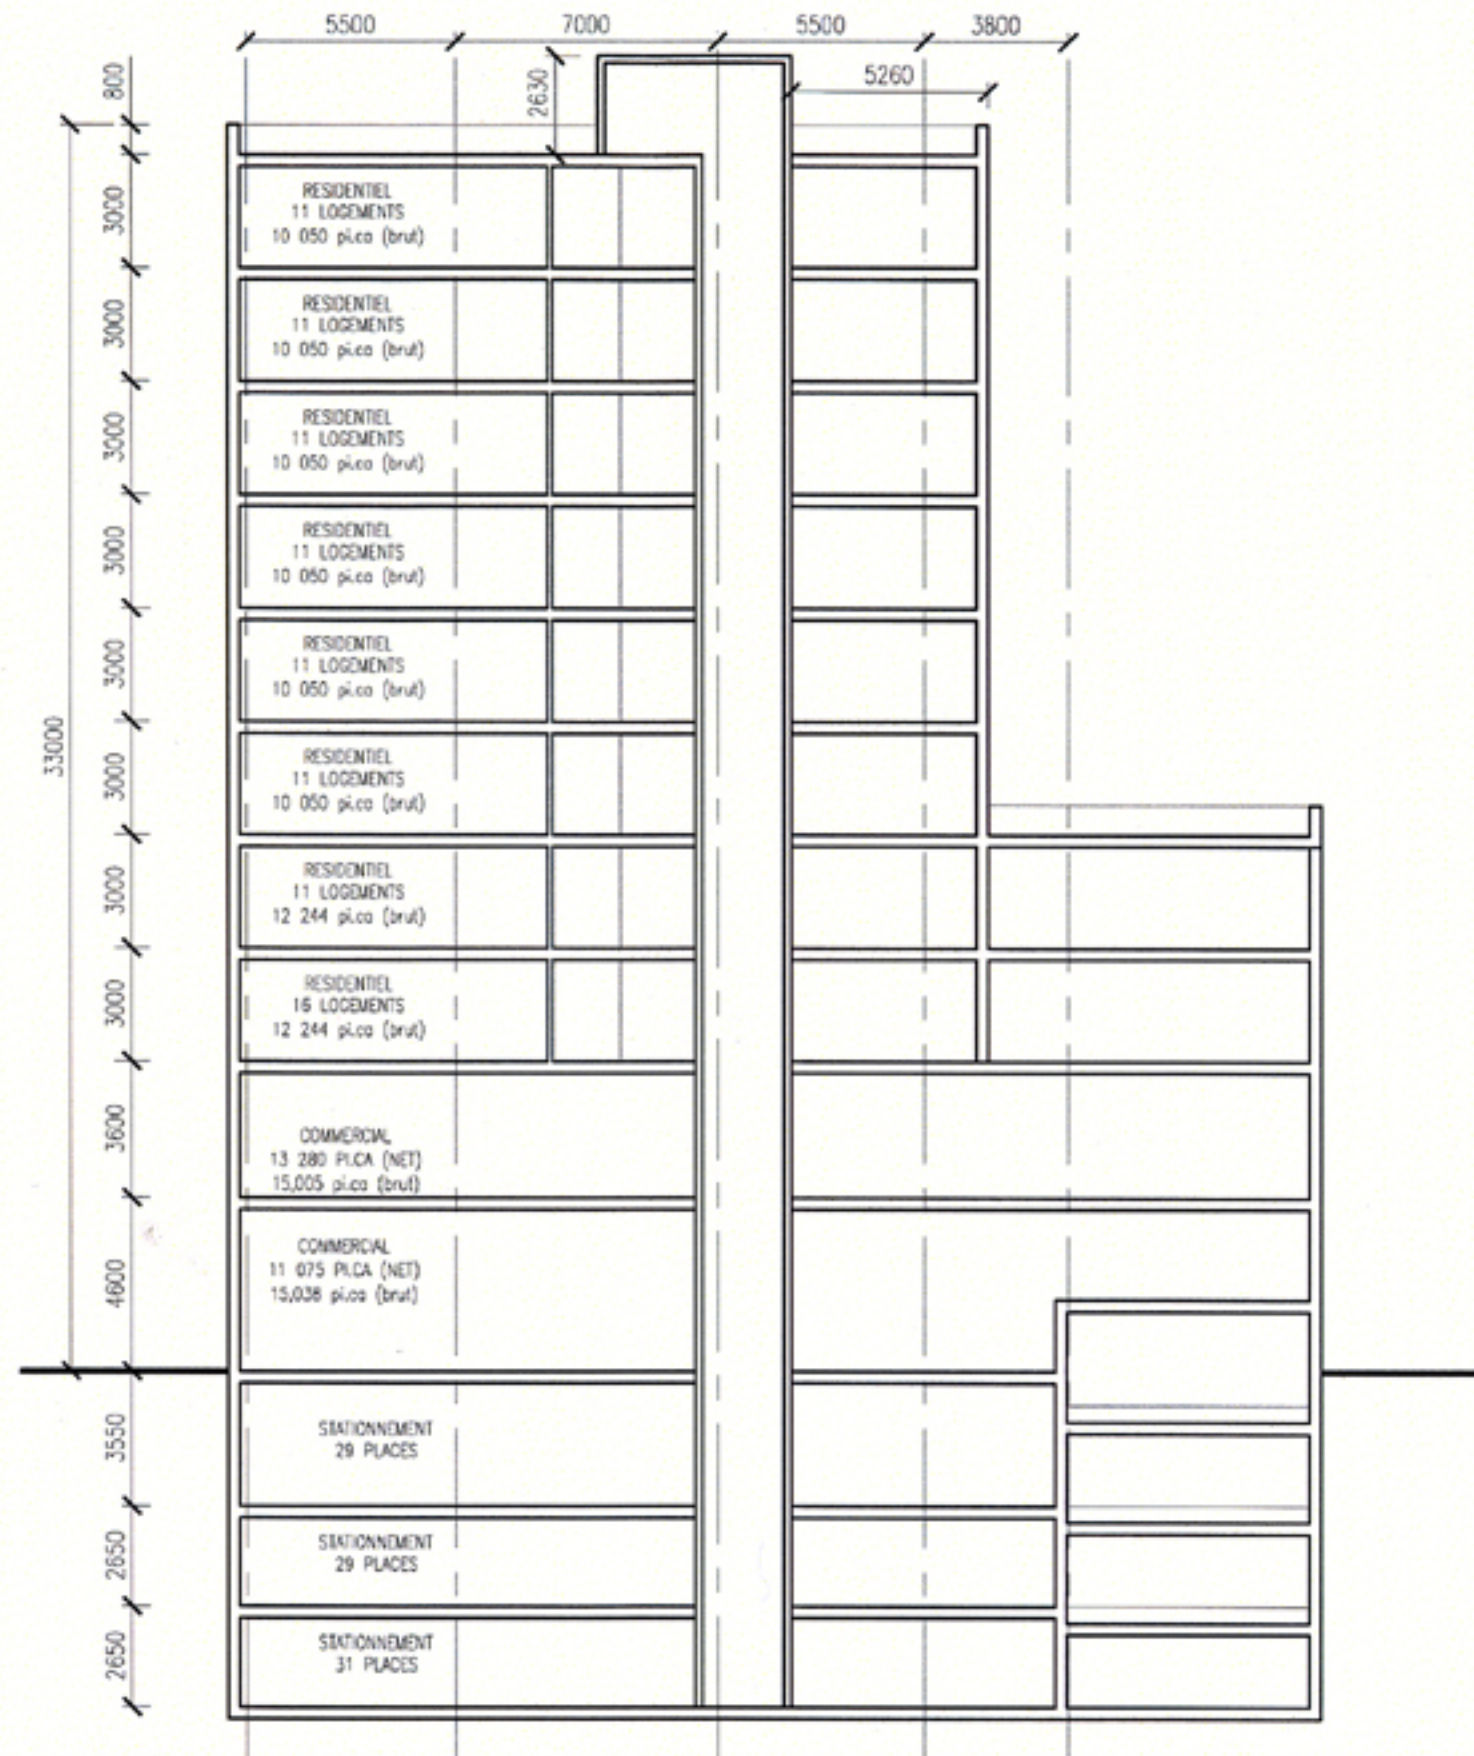 5500 7000 5500 3800
5260
2630
800
3000
RESIDENTIEL
11 LOGEMENTS
10 050 pi.ca (brut)
3000
RESIDENTIEL
11 LOGEMENTS
10 050 pi.ca (brut)
3000
RESIDENTIEL
11 LOGEMENTS
10 050 pi.ca (brut)
3000
RESIDENTIEL
11 LOGEMENTS
10 050 pi.ca (brut)
3000
RESIDENTIEL
11 LOGEMENTS
10 050 pi.ca (brut)
33000
3000
RESIDENTIEL
11 LOGEMENTS
10 050 pi.ca (brut)
3000
RESIDENTIEL
11 LOGEMENTS
12 244 pi.ca (brut)
3000
RESIDENTIEL
16 LOGEMENTS
12 244 pi.ca (brut)
3600
COMMERCIAL
13 280 PI.CA (NET)
15,005 pi.ca (brut)
4600
COMMERCIAL
11 075 PI.CA (NET)
15,038 pi.ca (brut)
3550
STATIONNEMENT
29 PLACES
2650
STATIONNEMENT
29 PLACES
2650
STATIONNEMENT
31 PLACES